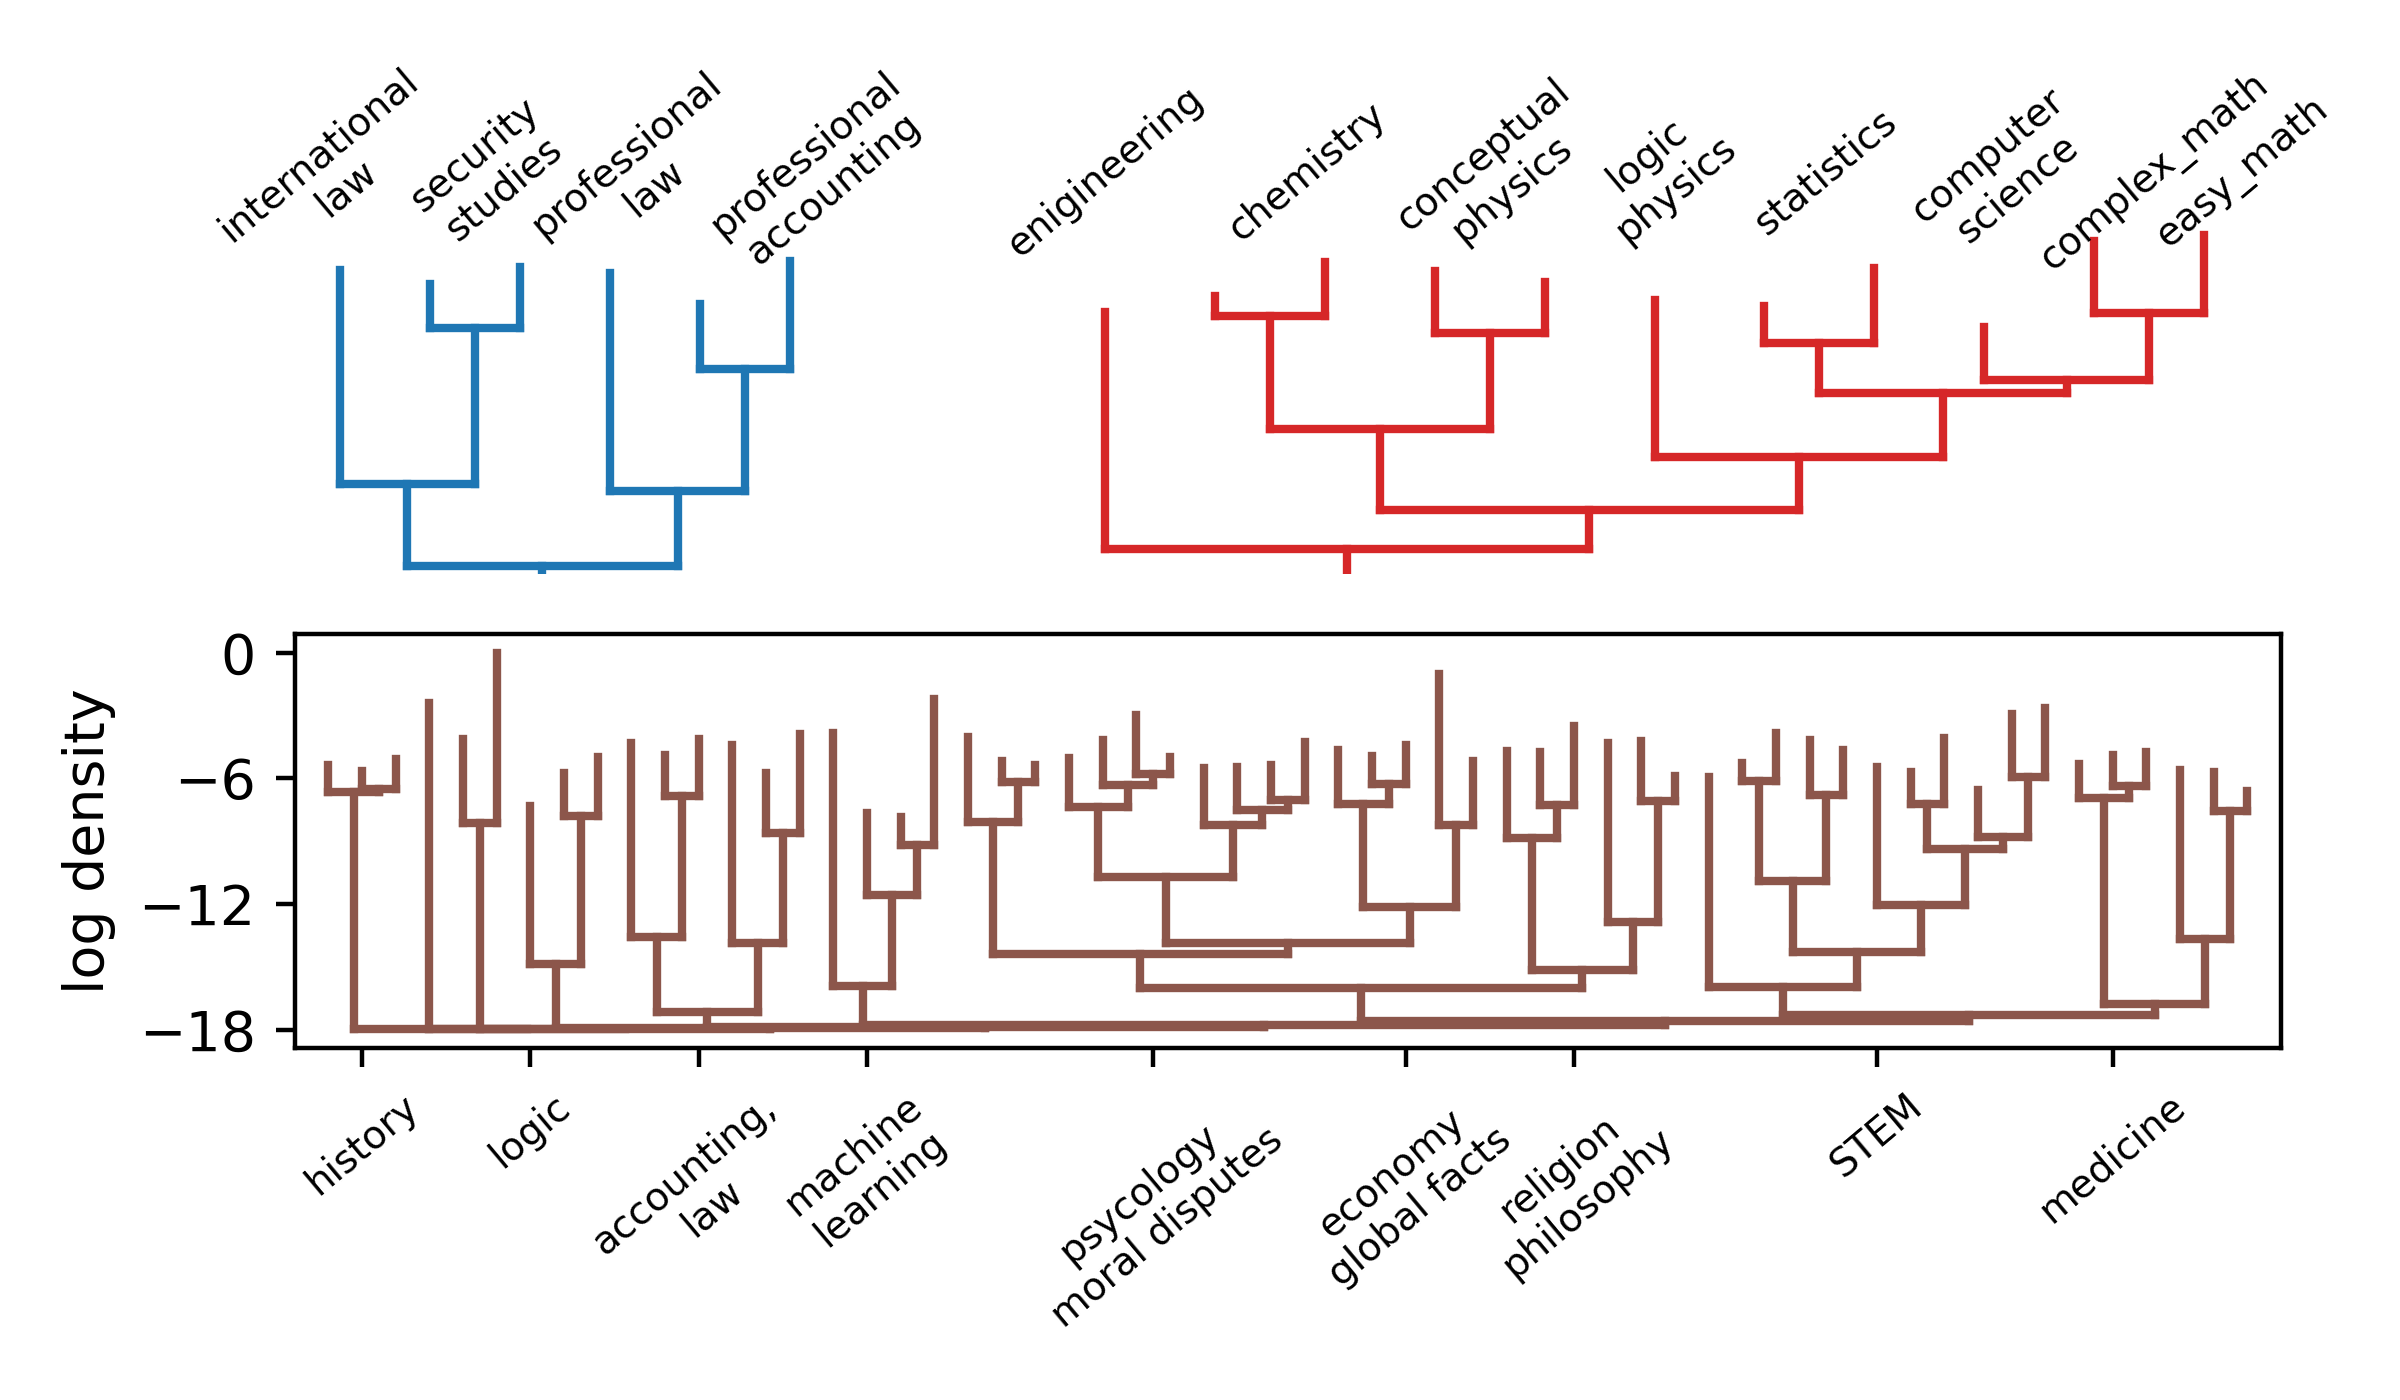 international
law
security
studies
professional
law
professional
accounting
enigineering
chemistry
conceptual
physics
logic
physics
statistics
computer
science
complex_math
easy_math
log density
0
−6
−12
−18
history
logic
accounting,
law
machine
learning
psycology
moral disputes
economy
global facts
religion
philosophy
STEM
medicine